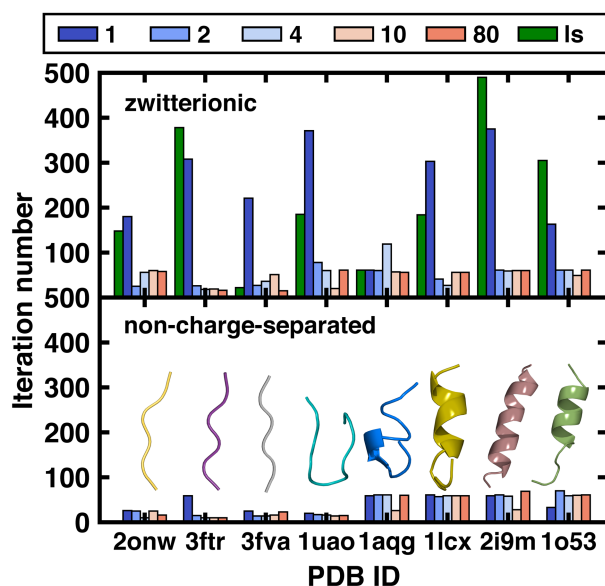 1 2 4 10 80 ls
500
zwitterionic
400
300
200
100
500
non-charge-separated
400
300
200
100
0
Iteration number
2onw 3ftr 3fva 1uao 1aqg 1lcx 2i9m 1o53
PDB ID